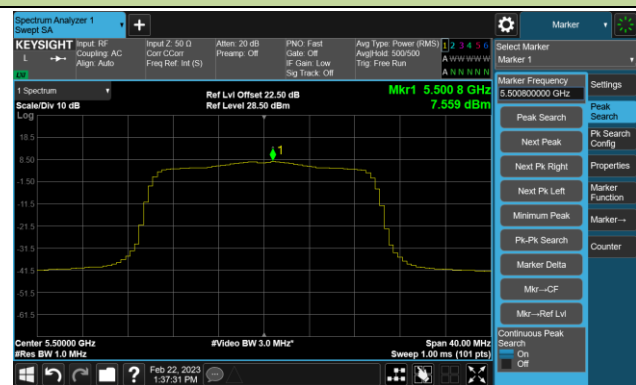 Spectrum Analyzer 1
Swept SA
Marker
KEYSIGHT
L
Input: RF
Coupling: AC
Align: Auto
Input Z: 50 Ω
Corr CCorr
Freq Ref: Int (S)
Atten: 20 dB
Preamp: Off
PNO: Fast
Gate: Off
IF Gain: Low
Sig Track: Off
Avg Type: Power (RMS)
Avg|Hold: 500/500
Trig: Free Run
1 2 3 4 5 6
A W W W W W
A N N N N N
LXI
Select Marker
Marker 1
1 Spectrum
Scale/Div 10 dB
Log
Ref Lvl Offset 22.50 dB
Ref Level 28.50 dBm
Mkr1 5.500 8 GHz
7.559 dBm
1
18.5
8.50
-1.50
-11.5
-21.5
-31.5
-41.5
-51.5
-61.5
Center 5.50000 GHz
#Res BW 1.0 MHz
#Video BW 3.0 MHz*
Span 40.00 MHz
Sweep 1.00 ms (101 pts)
Marker Frequency
5.500800000 GHz
Peak Search
Next Peak
Next Pk Right
Next Pk Left
Minimum Peak
Pk-Pk Search
Marker Delta
Mkr→CF
Mkr→Ref Lvl
Continuous Peak
Search
On
Off
Settings
Peak
Search
Pk Search
Config
Properties
Marker
Function
Marker→
Counter
Feb 22, 2023
1:37:31 PM